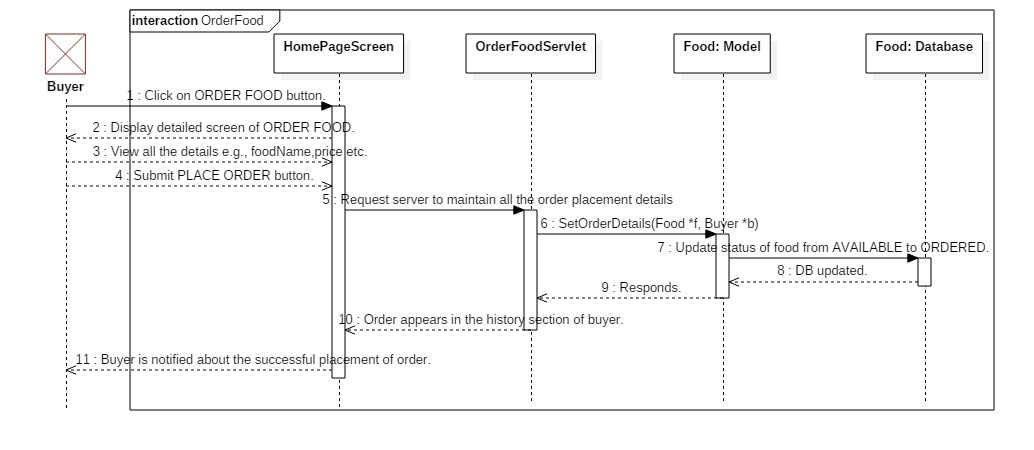 interaction OrderFood
HomePageScreen
OrderFoodServlet
Food: Model
Food: Database
Buyer
1 : Click on ORDER FOOD button.
2 : Display detailed screen of ORDER FOOD.
3 : View all the details e.g., foodName,price etc.
4 : Submit PLACE ORDER button.
5 : Request server to maintain all the order placement details
6 : SetOrderDetails(Food *f, Buyer *b)
7 : Update status of food from AVAILABLE to ORDERED.
8 : DB updated.
9 : Responds.
10 : Order appears in the history section of buyer.
11 : Buyer is notified about the successful placement of order.